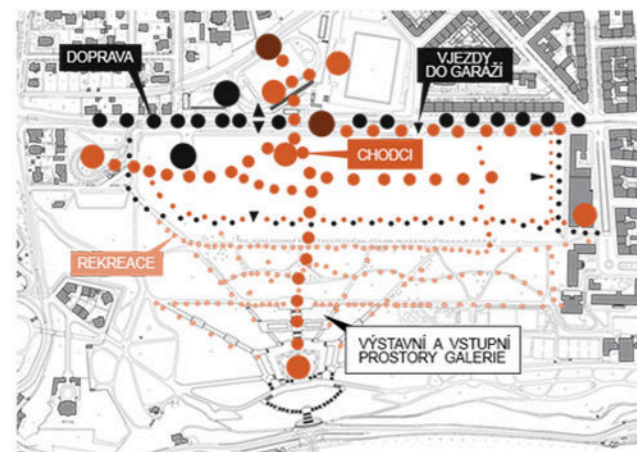 DOPRAVA
VJEZDY
DO GARÁŽÍ
CHODCI
REKREACE
VÝSTAVNÍ A VSTUPNÍ
PROSTORY GALERIE